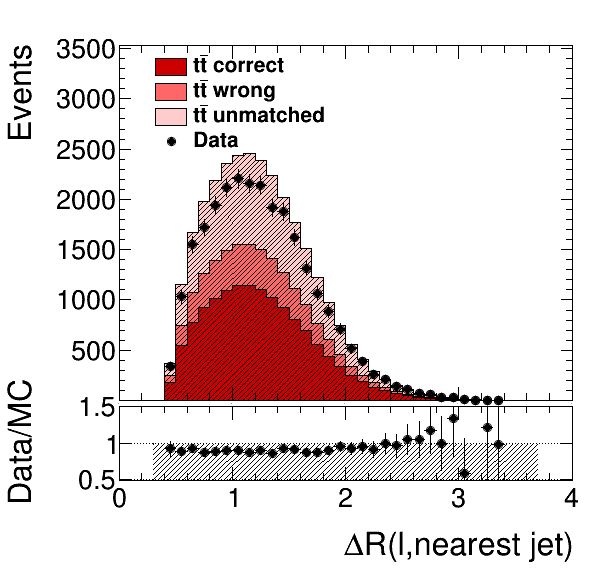 Events
3500
3000
2500
2000
1500
1000
500
tt̄ correct
tt̄ wrong
tt̄ unmatched
Data
Data/MC
1.5
1
0.5
0 1 2 3 4
ΔR(l,nearest jet)